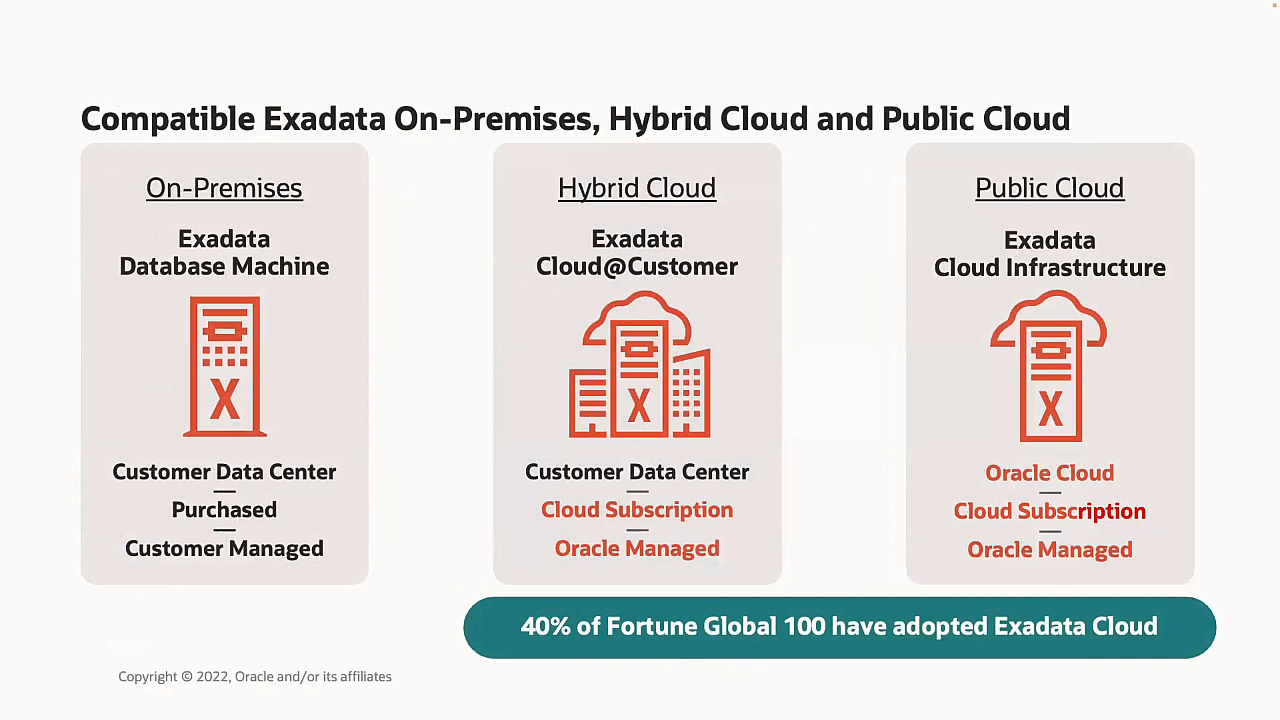 Compatible Exadata On-Premises, Hybrid Cloud and Public Cloud
On-Premises
Exadata
Database Machine
X
Customer Data Center
Purchased
Customer Managed
Hybrid Cloud
Exadata
Cloud@Customer
X
Customer Data Center
Cloud Subscription
Oracle Managed
Public Cloud
Exadata
Cloud Infrastructure
X
Oracle Cloud
Cloud Subscription
Oracle Managed
40% of Fortune Global 100 have adopted Exadata Cloud
Copyright © 2022, Oracle and/or its affiliates